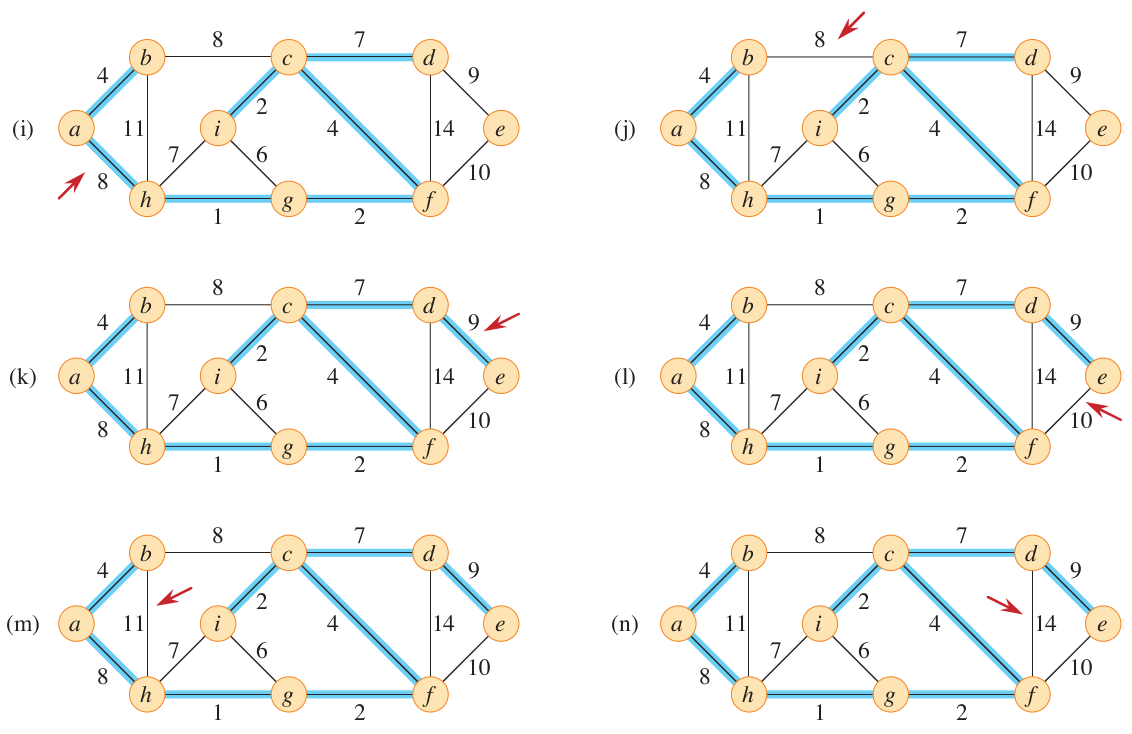 8 7
b c d
4 9
2
(i) a 11 i 4 14 e
7 6
8 10
h g f
1 2
8 7
b c d
4 9
2
(j) a 11 i 4 14 e
7 6
8 10
h g f
1 2
8 7
b c d
4 9
2
(k) a 11 i 4 14 e
7 6
8 10
h g f
1 2
8 7
b c d
4 9
2
(l) a 11 i 4 14 e
7 6
8 10
h g f
1 2
8 7
b c d
4 9
2
(m) a 11 i 4 14 e
7 6
8 10
h g f
1 2
8 7
b c d
4 9
2
(n) a 11 i 4 14 e
7 6
8 10
h g f
1 2